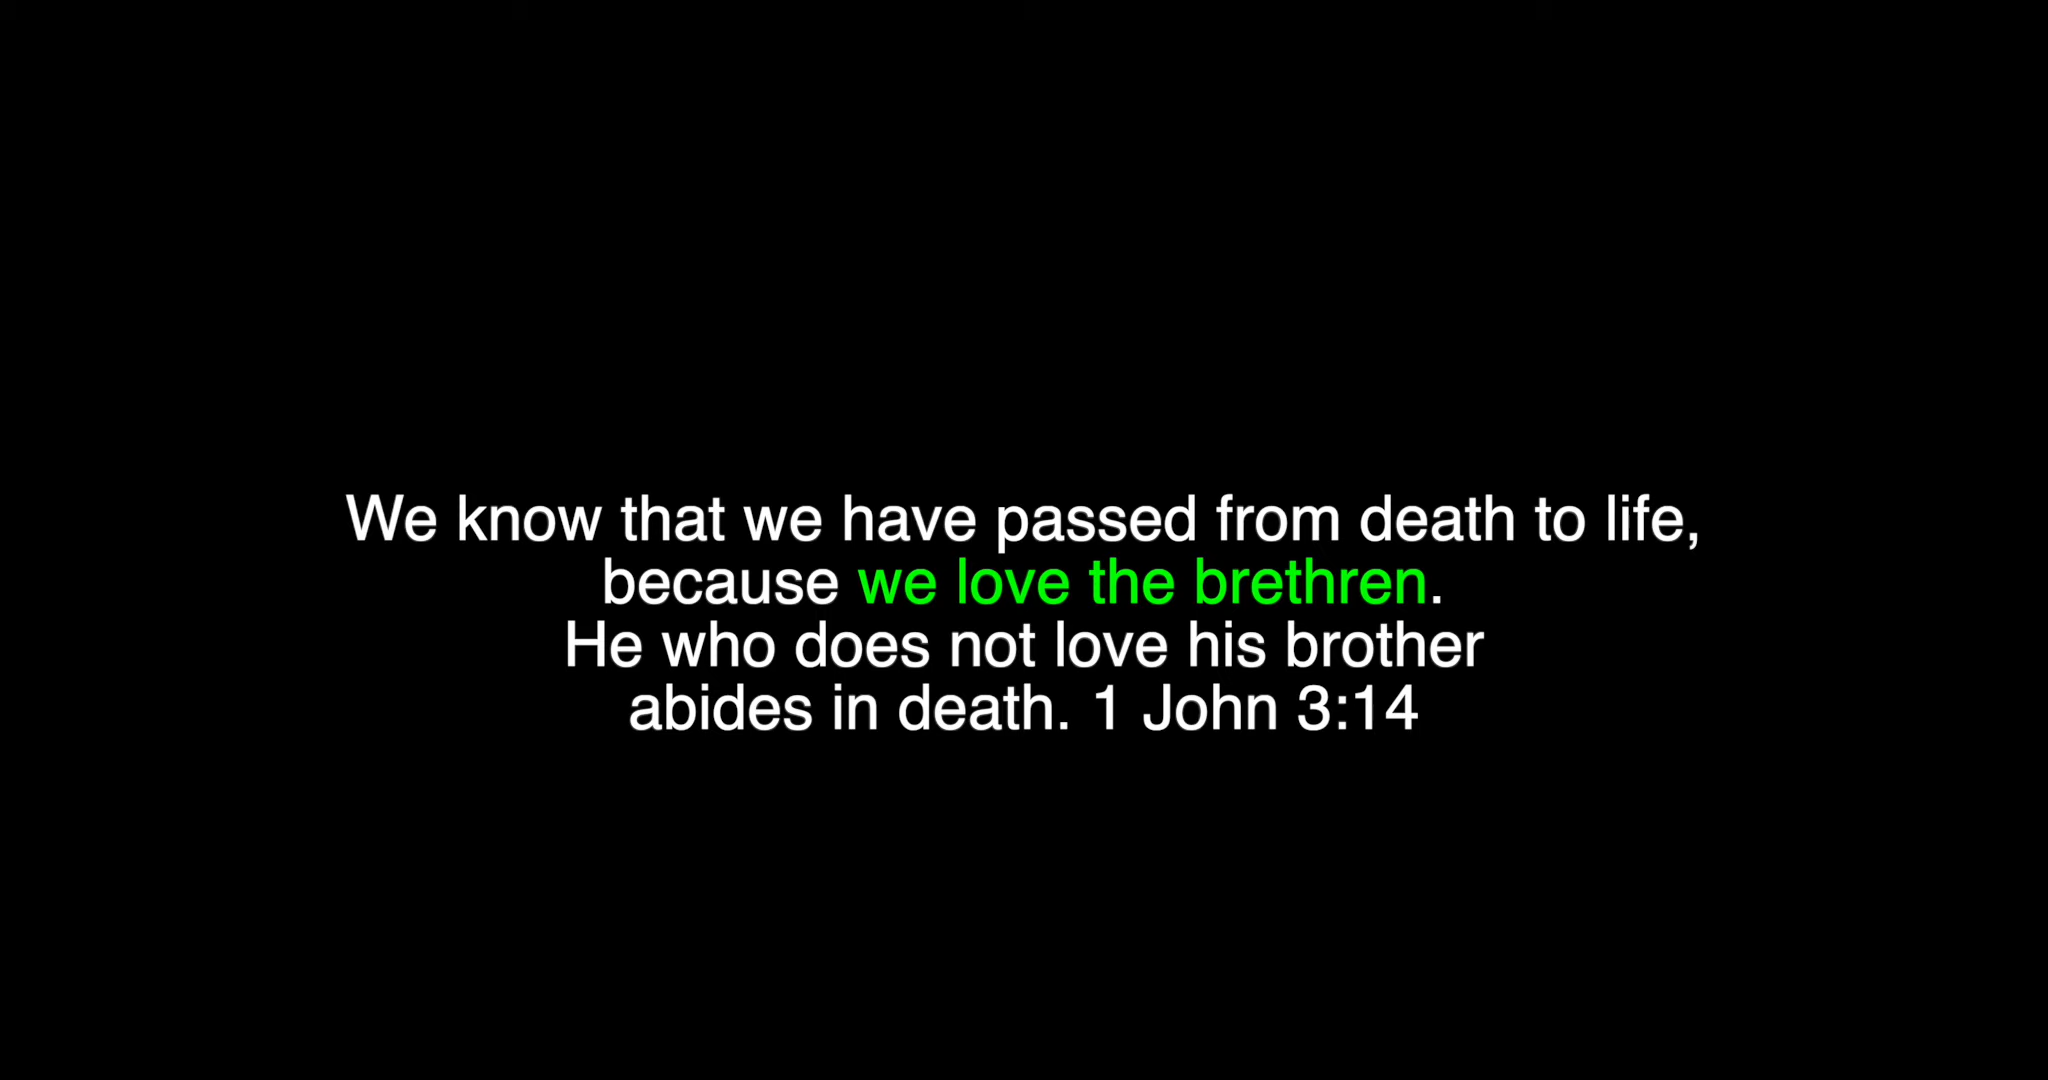 We know that we have passed from death to life,
because we love the brethren.
He who does not love his brother
abides in death. 1 John 3:14